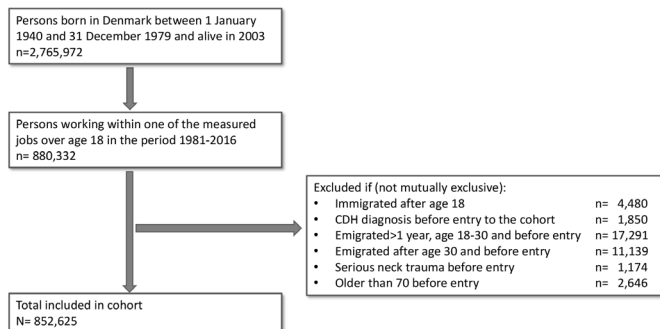 Persons born in Denmark between 1 January
1940 and 31 December 1979 and alive in 2003
n=2,765,972
Persons working within one of the measured
jobs over age 18 in the period 1981-2016
n= 880,332
Excluded if (not mutually exclusive):
• Immigrated after age 18 n= 4,480
• CDH diagnosis before entry to the cohort n= 1,850
• Emigrated>1 year, age 18-30 and before entry n= 17,291
• Emigrated after age 30 and before entry n= 11,139
• Serious neck trauma before entry n= 1,174
• Older than 70 before entry n= 2,646
Total included in cohort
N= 852,625